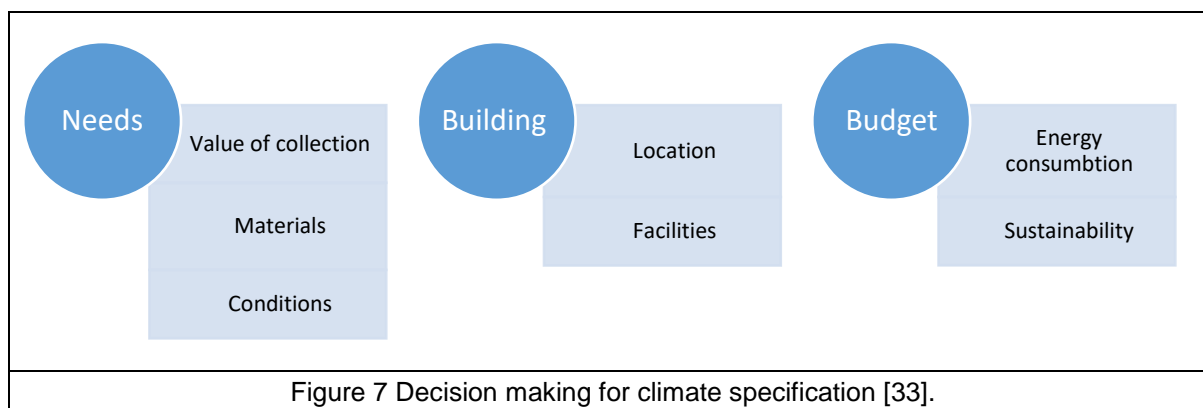 Needs
Value of collection
Materials
Conditions
Building
Location
Facilities
Budget
Energy
consumbtion
Sustainability
Figure 7 Decision making for climate specification [33].